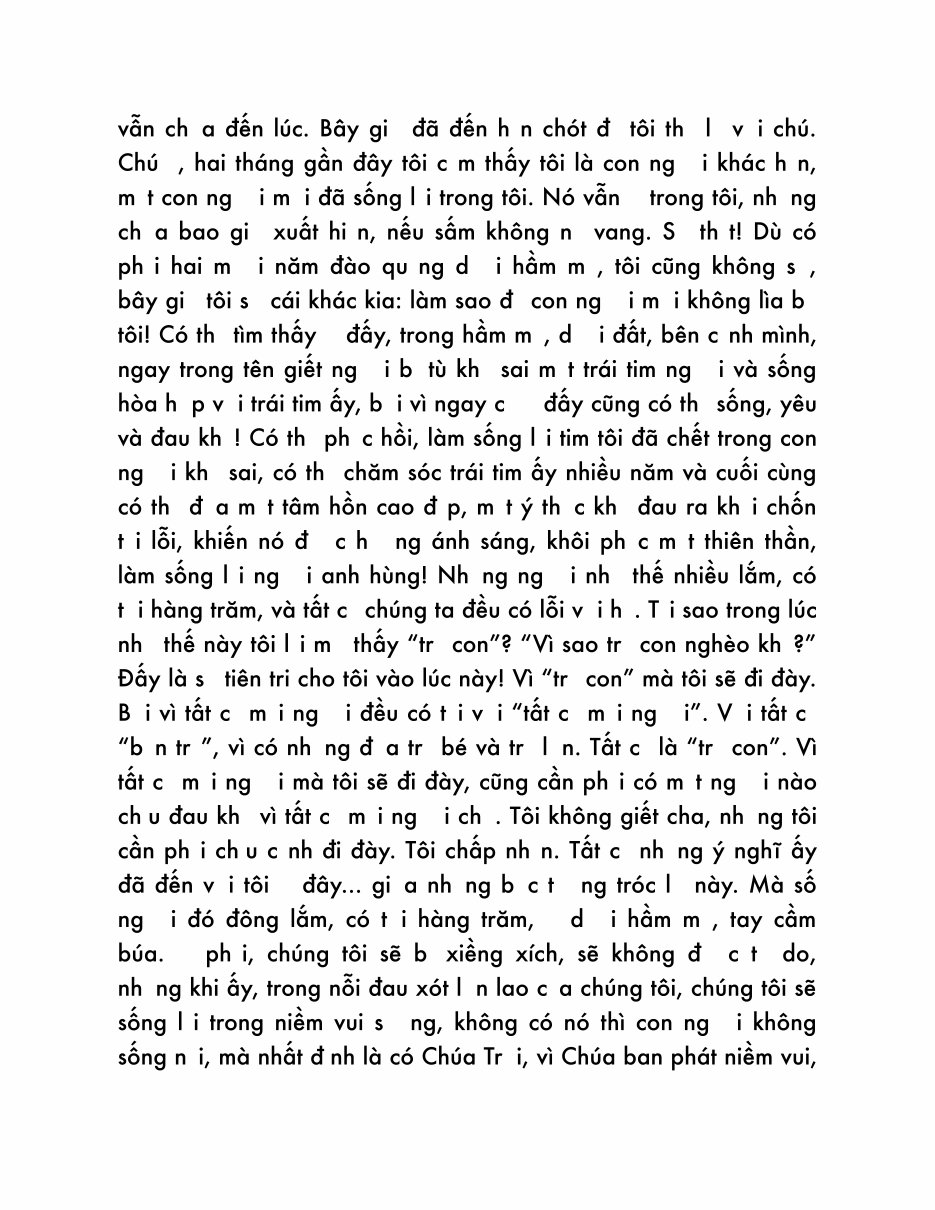 vẫn ch a đến lúc. Bây gi đã đến h n chót đ tôi th l v i chú.
Chú , hai tháng gần đây tôi c m thấy tôi là con ng i khác h n,
m t con ng i m i đã sống l i trong tôi. Nó vẫn trong tôi, nh ng
ch a bao gi xuất hi n, nếu sấm không n vang. S th t! Dù có
ph i hai m i năm đào qu ng d i hầm m , tôi cũng không s ,
bây gi tôi s cái khác kia: làm sao đ con ng i m i không lìa b
tôi! Có th tìm thấy đấy, trong hầm m , d i đất, bên c nh mình,
ngay trong tên giết ng i b tù kh sai m t trái tim ng i và sống
hòa h p v i trái tim ấy, b i vì ngay c đấy cũng có th sống, yêu
và đau kh ! Có th ph c hồi, làm sống l i tim tôi đã chết trong con
ng i kh sai, có th chăm sóc trái tim ấy nhiều năm và cuối cùng
có th đ a m t tâm hồn cao đ p, m t ý th c kh đau ra kh i chốn
t i lỗi, khiến nó đ c h ng ánh sáng, khôi ph c m t thiên thần,
làm sống l i ng i anh hùng! Nh ng ng i nh thế nhiều lắm, có
t i hàng trăm, và tất c chúng ta đều có lỗi v i h . T i sao trong lúc
nh thế này tôi l i m thấy “tr con”? “Vì sao tr con nghèo kh ?”
Đấy là s tiên tri cho tôi vào lúc này! Vì “tr con” mà tôi sẽ đi đày.
B i vì tất c m i ng i đều có t i v i “tất c m i ng i”. V i tất c
“b n tr ”, vì có nh ng đ a tr bé và tr l n. Tất c là “tr con”. Vì
tất c m i ng i mà tôi sẽ đi đày, cũng cần ph i có m t ng i nào
ch u đau kh vì tất c m i ng i ch . Tôi không giết cha, nh ng tôi
cần ph i ch u c nh đi đày. Tôi chấp nh n. Tất c nh ng ý nghĩ ấy
đã đến v i tôi đây... gi a nh ng b c t ng tróc l này. Mà số
ng i đó đông lắm, có t i hàng trăm, d i hầm m , tay cầm
búa. ph i, chúng tôi sẽ b xiềng xích, sẽ không đ c t do,
nh ng khi ấy, trong nỗi đau xót l n lao c a chúng tôi, chúng tôi sẽ
sống l i trong niềm vui s ng, không có nó thì con ng i không
sống n i, mà nhất đ nh là có Chúa Tr i, vì Chúa ban phát niềm vui,